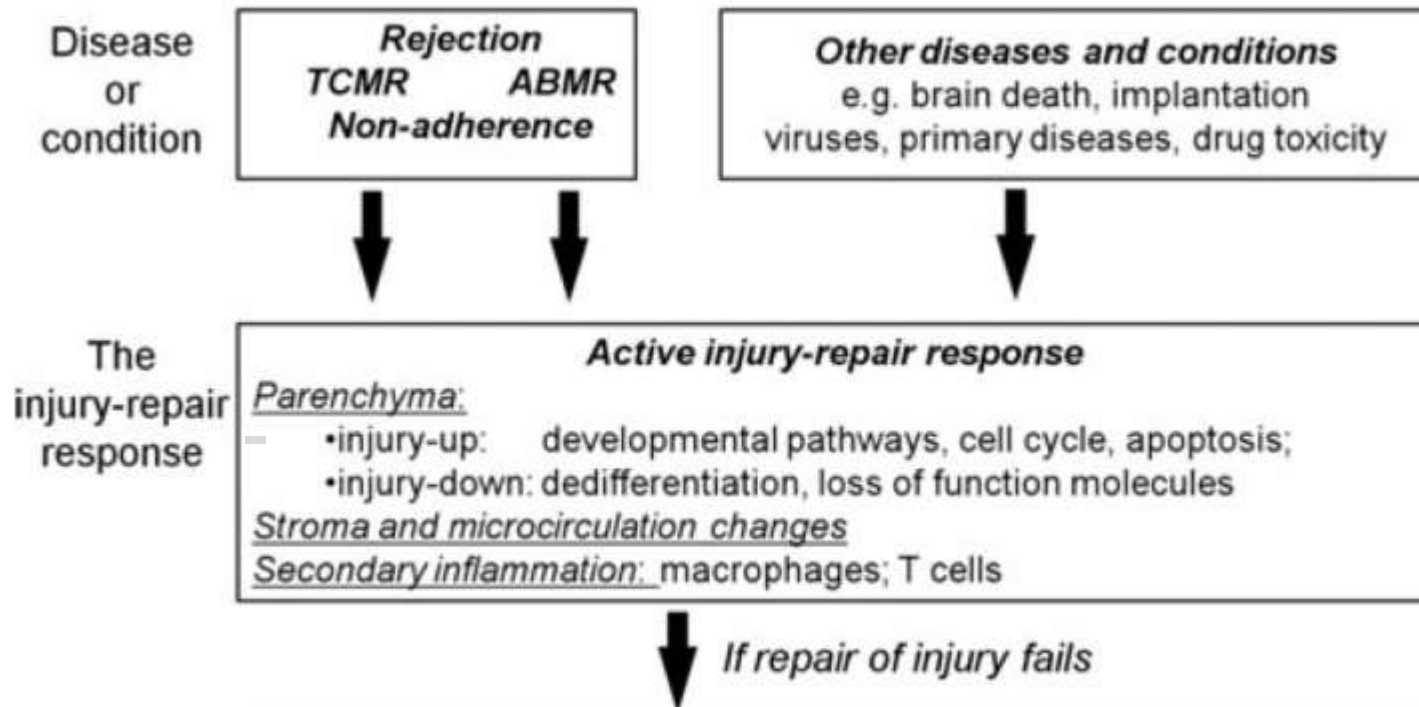 Disease
or
condition
Rejection
TCMR ABMR
Non-adherence
Other diseases and conditions
e.g. brain death, implantation
viruses, primary diseases, drug toxicity
The
injury-repair
response
Active injury-repair response
Parenchyma:
•injury-up: developmental pathways, cell cycle, apoptosis;
•injury-down: dedifferentiation, loss of function molecules
Stroma and microcirculation changes
Secondary inflammation: macrophages; T cells
If repair of injury fails